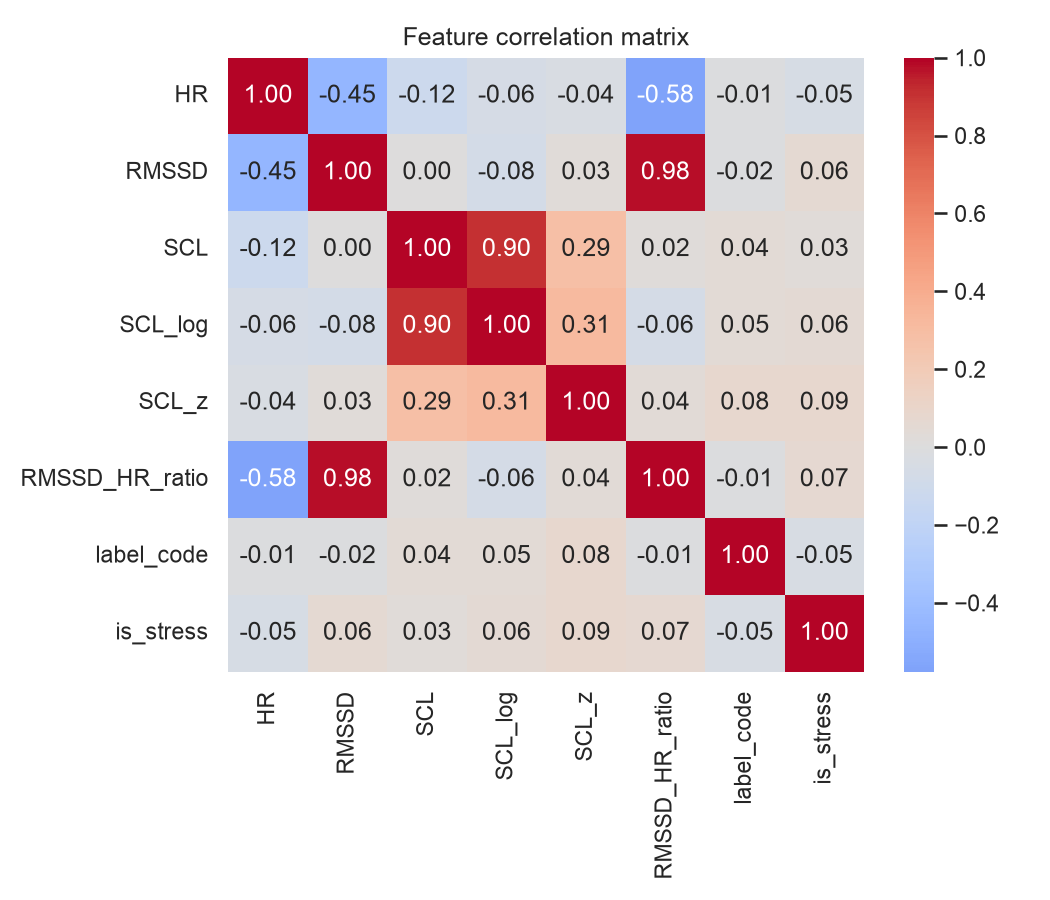 Feature correlation matrix
HR 1.00 -0.45 -0.12 -0.06 -0.04 -0.58 -0.01 -0.05
RMSSD -0.45 1.00 0.00 -0.08 0.03 0.98 -0.02 0.06
SCL -0.12 0.00 1.00 0.90 0.29 0.02 0.04 0.03
SCL_log -0.06 -0.08 0.90 1.00 0.31 -0.06 0.05 0.06
SCL_z -0.04 0.03 0.29 0.31 1.00 0.04 0.08 0.09
RMSSD_HR_ratio -0.58 0.98 0.02 -0.06 0.04 1.00 -0.01 0.07
label_code -0.01 -0.02 0.04 0.05 0.08 -0.01 1.00 -0.05
is_stress -0.05 0.06 0.03 0.06 0.09 0.07 -0.05 1.00
HR RMSSD SCL SCL_log SCL_z RMSSD_HR_ratio label_code is_stress
1.0
0.8
0.6
0.4
0.2
0.0
−0.2
−0.4